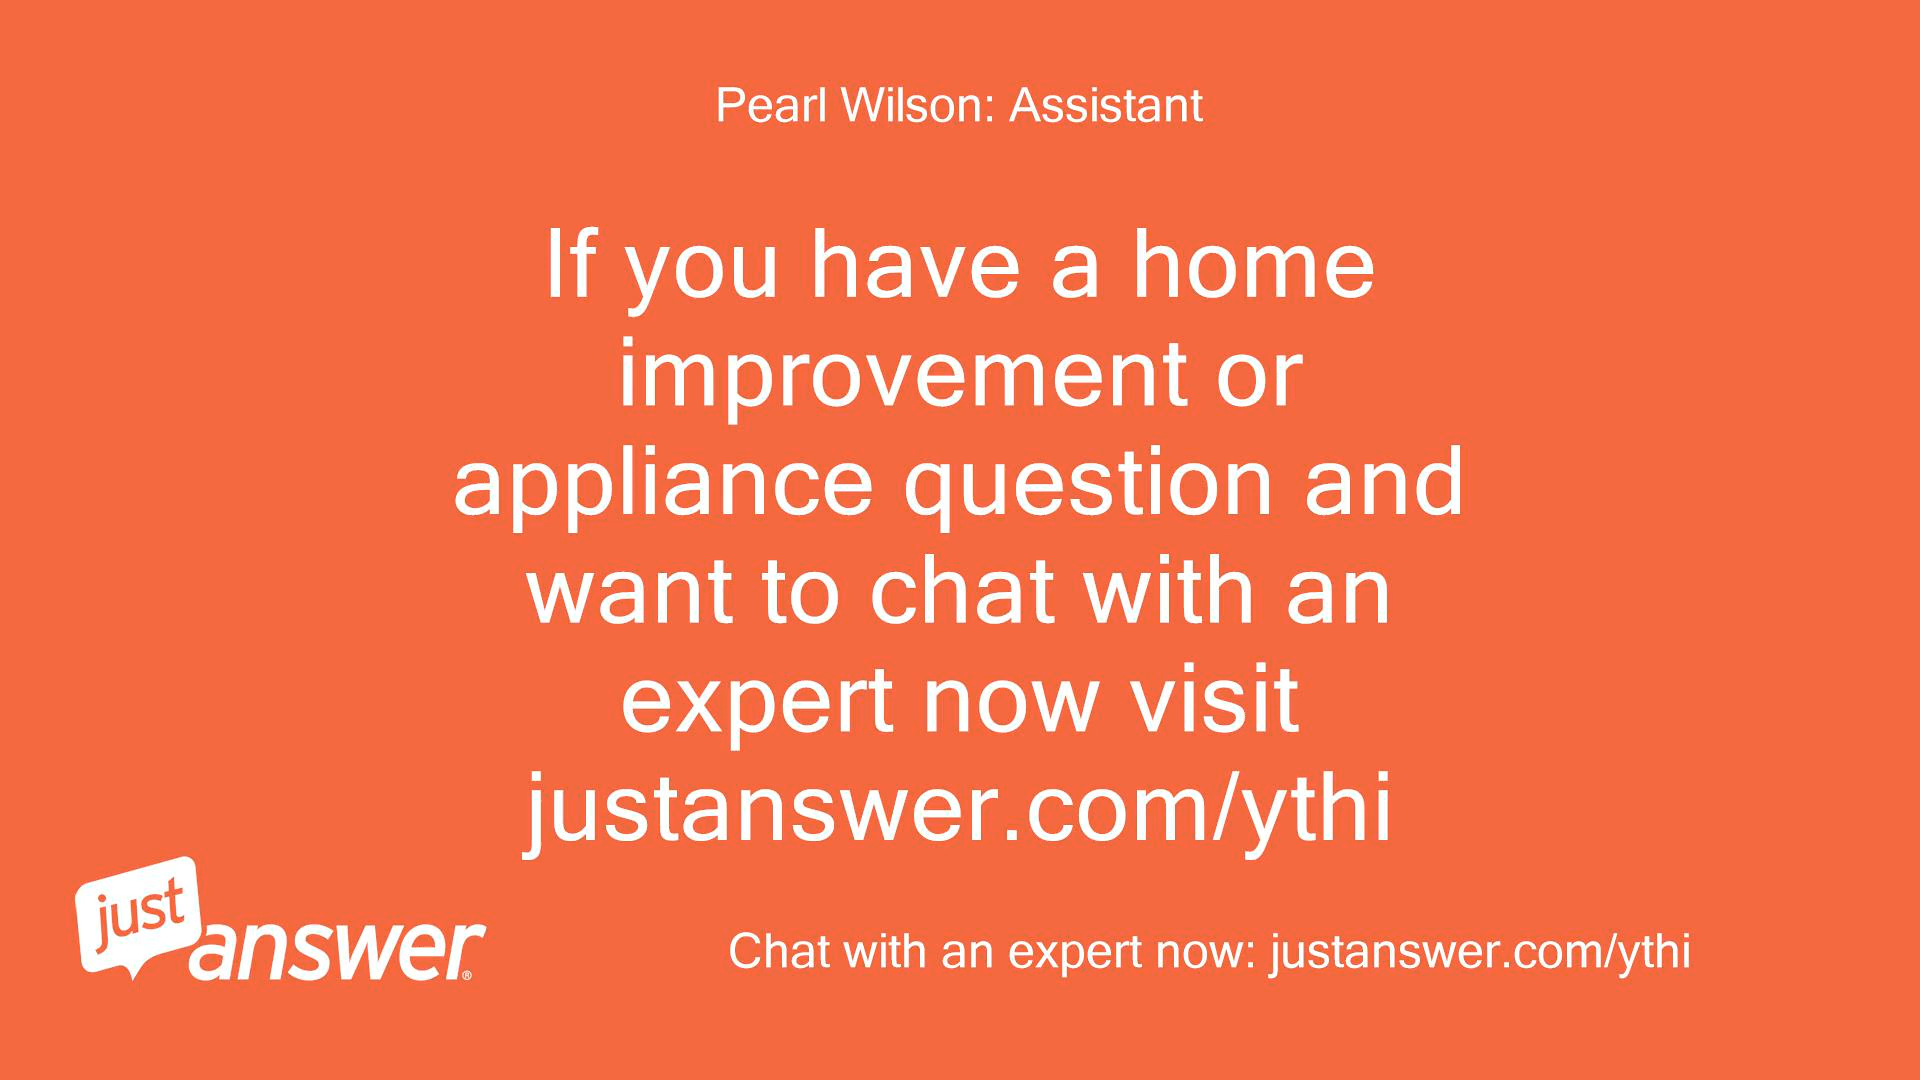 Pearl Wilson: Assistant
If you have a home
improvement or
appliance question and
want to chat with an
expert now visit
justanswer.com/ythi
just
answer®
Chat with an expert now: justanswer.com/ythi